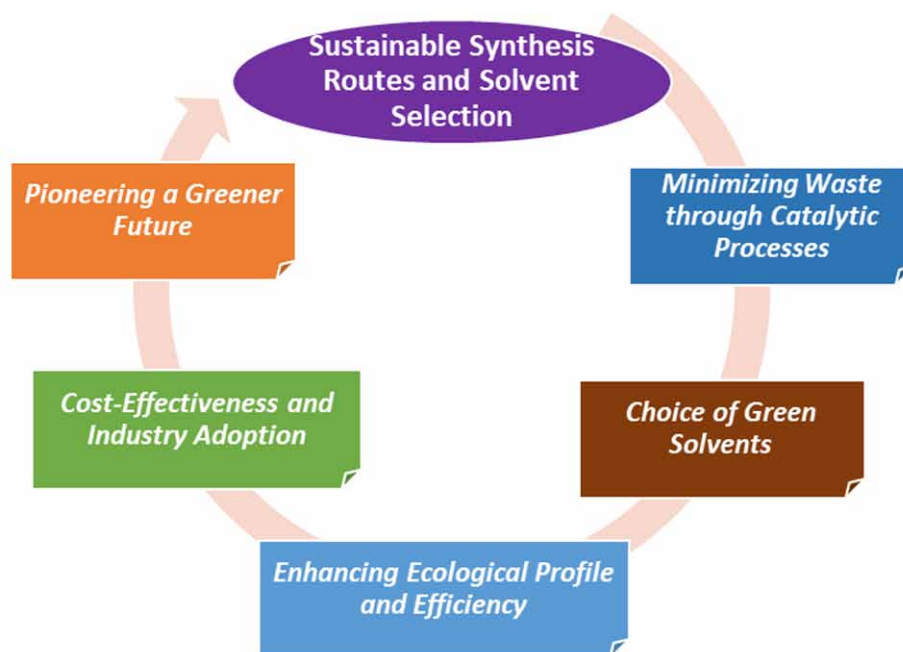 Sustainable Synthesis
Routes and Solvent
Selection
Minimizing Waste
through Catalytic
Processes
Choice of Green
Solvents
Enhancing Ecological Profile
and Efficiency
Cost-Effectiveness and
Industry Adoption
Pioneering a Greener
Future